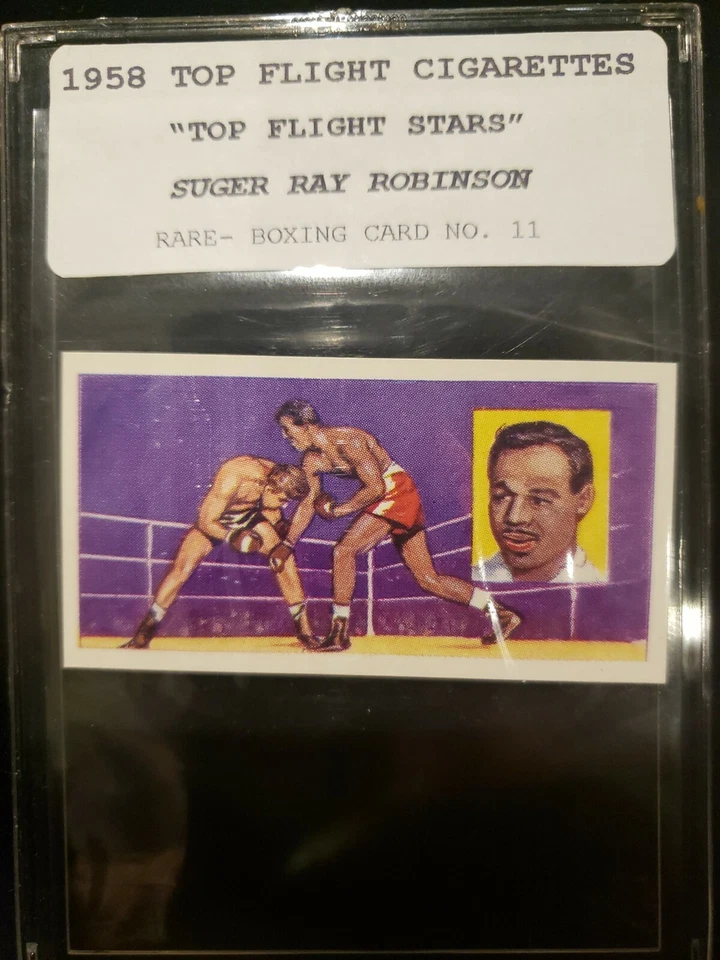 1958 TOP FLIGHT CIGARETTES
"TOP FLIGHT STARS"
SUGER RAY ROBINSON
RARE- BOXING CARD NO. 11